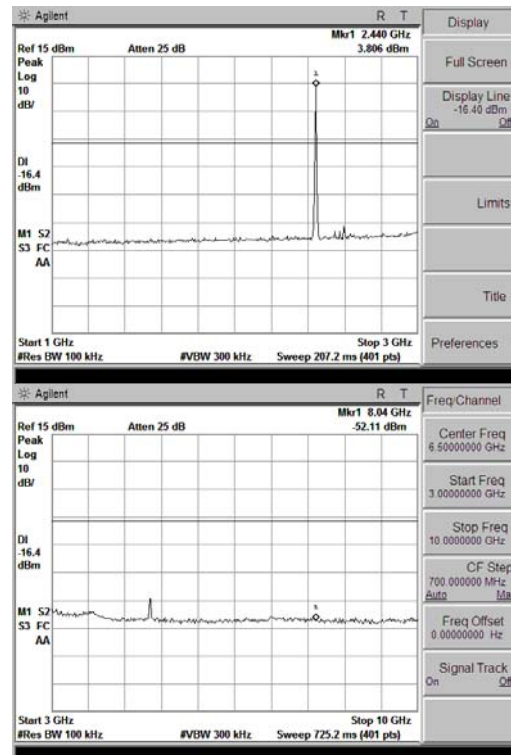 Agilent R T
Display
Mkr1 2.440 GHz
Ref 15 dBm Atten 25 dB 3.806 dBm
Peak
Log
10
dB/
1
DI
-16.4
dBm
M1 S2
S3 FC
AA
Start 1 GHz Stop 3 GHz
#Res BW 100 kHz #VBW 300 kHz Sweep 207.2 ms (401 pts)
Full Screen
Display Line
-16.40 dBm
On Off
Limits
Title
Preferences
Agilent R T
Freq/Channel
Mkr1 8.04 GHz
Ref 15 dBm Atten 25 dB -52.11 dBm
Peak
Log
10
dB/
DI
-16.4
dBm
M1 S2
S3 FC
AA
Start 3 GHz Stop 10 GHz
#Res BW 100 kHz #VBW 300 kHz Sweep 725.2 ms (401 pts)
Center Freq
6.50000000 GHz
Start Freq
3.00000000 GHz
Stop Freq
10.0000000 GHz
CF Step
700.000000 MHz
Auto Ma
Freq Offset
0.00000000 Hz
Signal Track
On Off